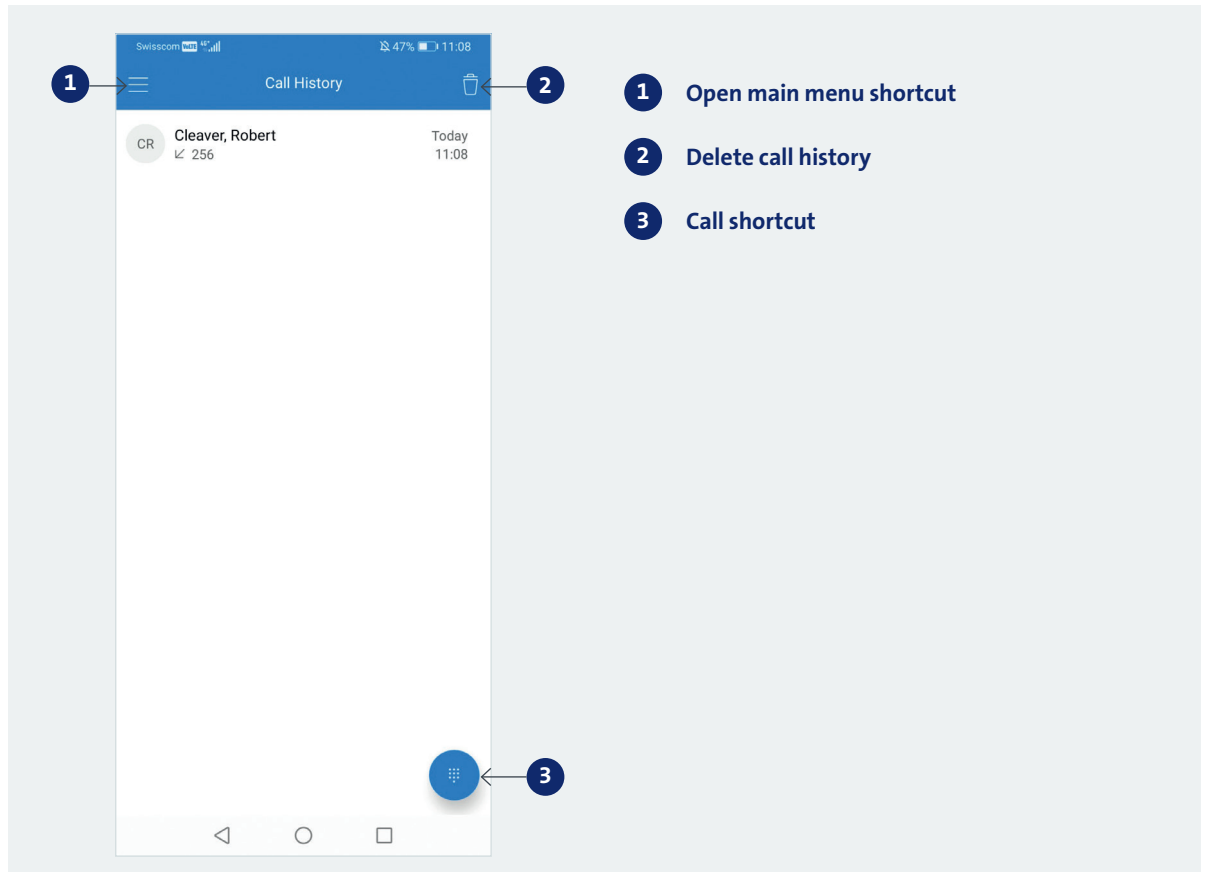 Swisscom VoLTE 47% 11:08
1 Call History 2
CR Cleaver, Robert Today
256 11:08
3
1 Open main menu shortcut
2 Delete call history
3 Call shortcut